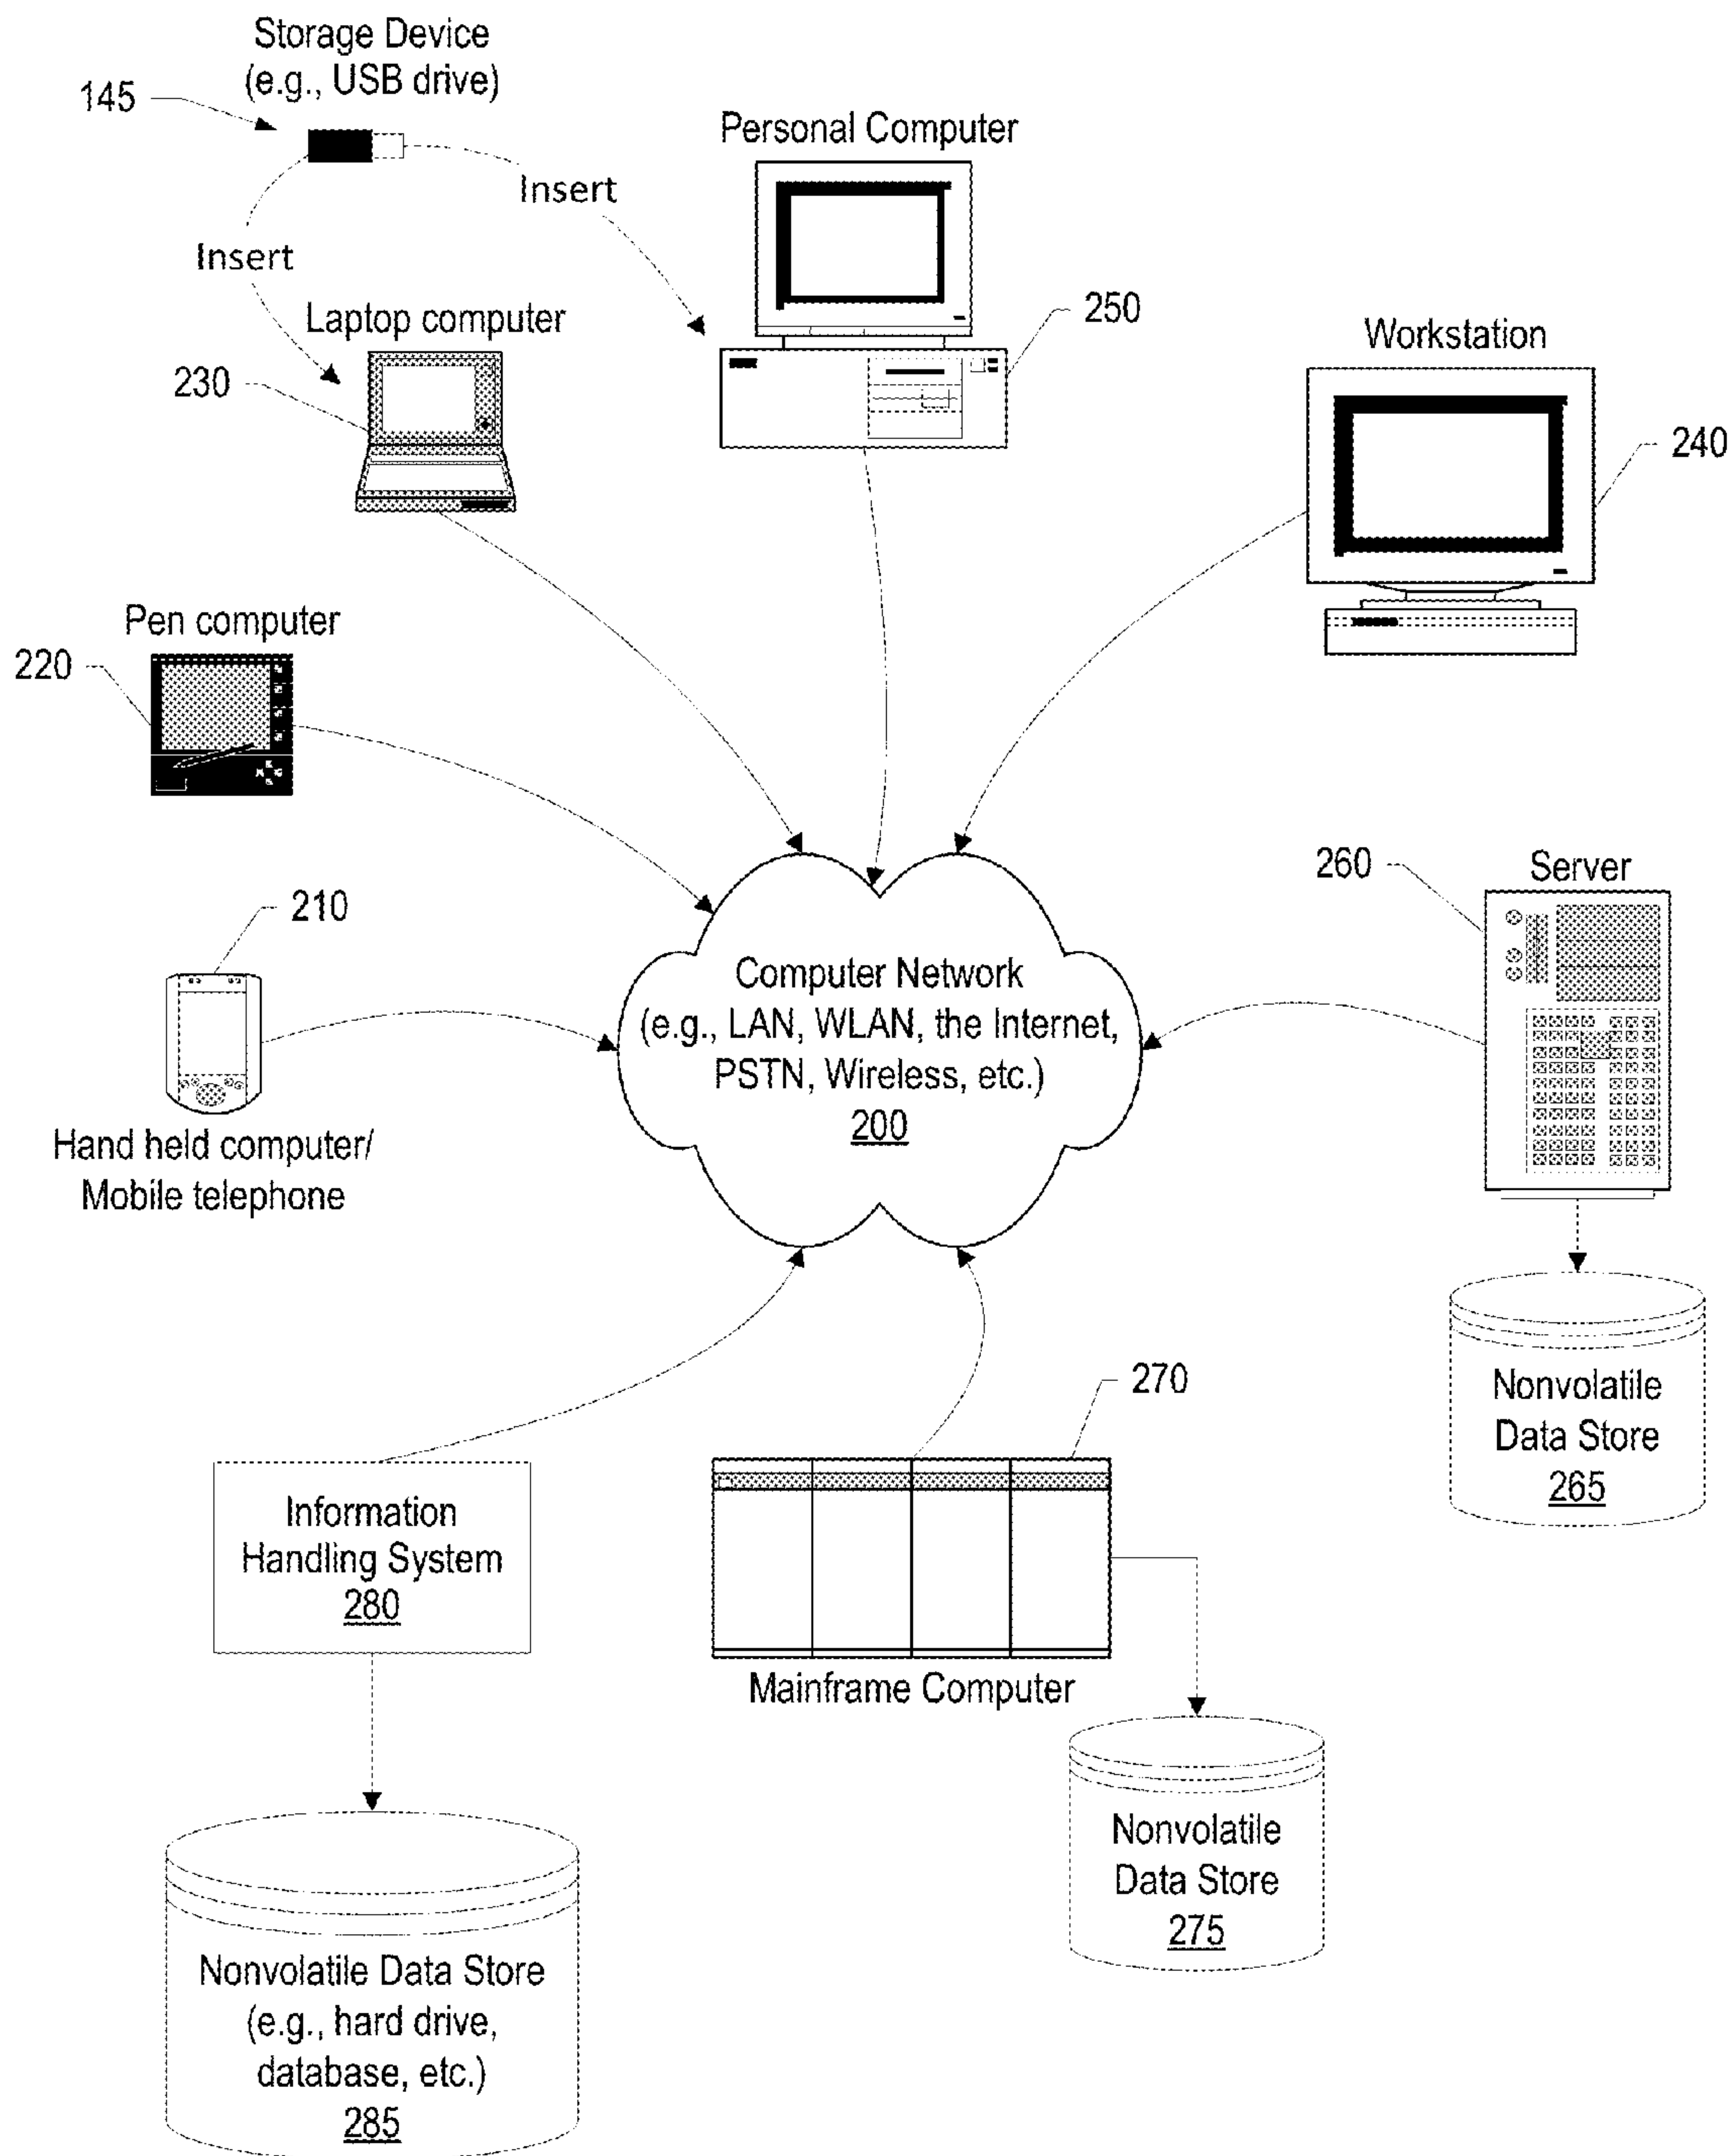 Storage Device
(e.g., USB drive)
145
Personal Computer
Insert
Insert
Laptop computer
250
Workstation
230
240
Pen computer
220
260
Server
210
Computer Network
(e.g., LAN, WLAN, the Internet,
PSTN, Wireless, etc.)
200
Hand held computer/
Mobile telephone
270
Nonvolatile
Data Store
265
Information
Handling System
280
Mainframe Computer
Nonvolatile
Data Store
275
Nonvolatile Data Store
(e.g., hard drive,
database, etc.)
285